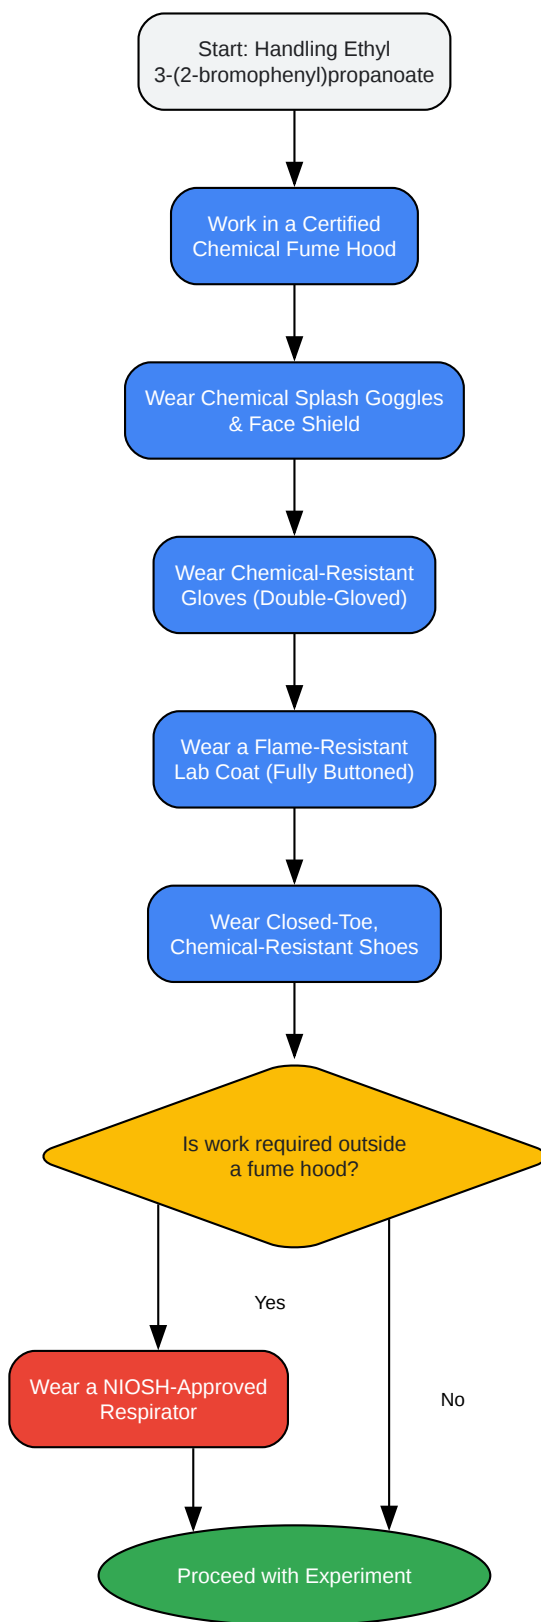 Start: Handling Ethyl
3-(2-bromophenyl)propanoate
Work in a Certified
Chemical Fume Hood
Wear Chemical Splash Goggles
& Face Shield
Wear Chemical-Resistant
Gloves (Double-Gloved)
Wear a Flame-Resistant
Lab Coat (Fully Buttoned)
Wear Closed-Toe,
Chemical-Resistant Shoes
Is work required outside
a fume hood?
Yes
Wear a NIOSH-Approved
Respirator
No
Proceed with Experiment